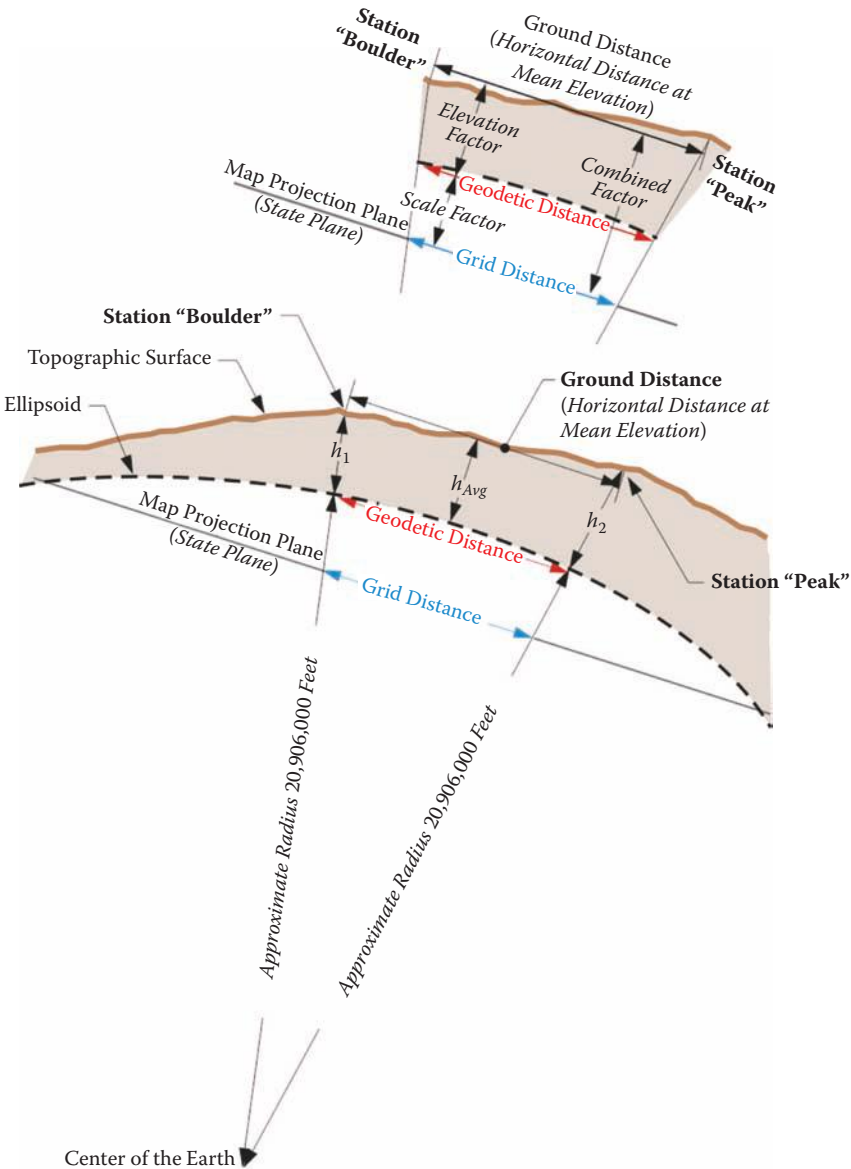 Station
“Boulder”
Ground Distance
(Horizontal Distance at
Mean Elevation)
Elevation
Factor
Combined
Factor
Station
“Peak”
Map Projection Plane
(State Plane)
Geodetic Distance
Scale Factor
Grid Distance
Station “Boulder”
Topographic Surface
Ellipsoid
Ground Distance
(Horizontal Distance at
Mean Elevation)
h1
hAvg
h2
Map Projection Plane
(State Plane)
Geodetic Distance
Grid Distance
Station “Peak”
Approximate Radius 20,906,000 Feet
Approximate Radius 20,906,000 Feet
Center of the Earth